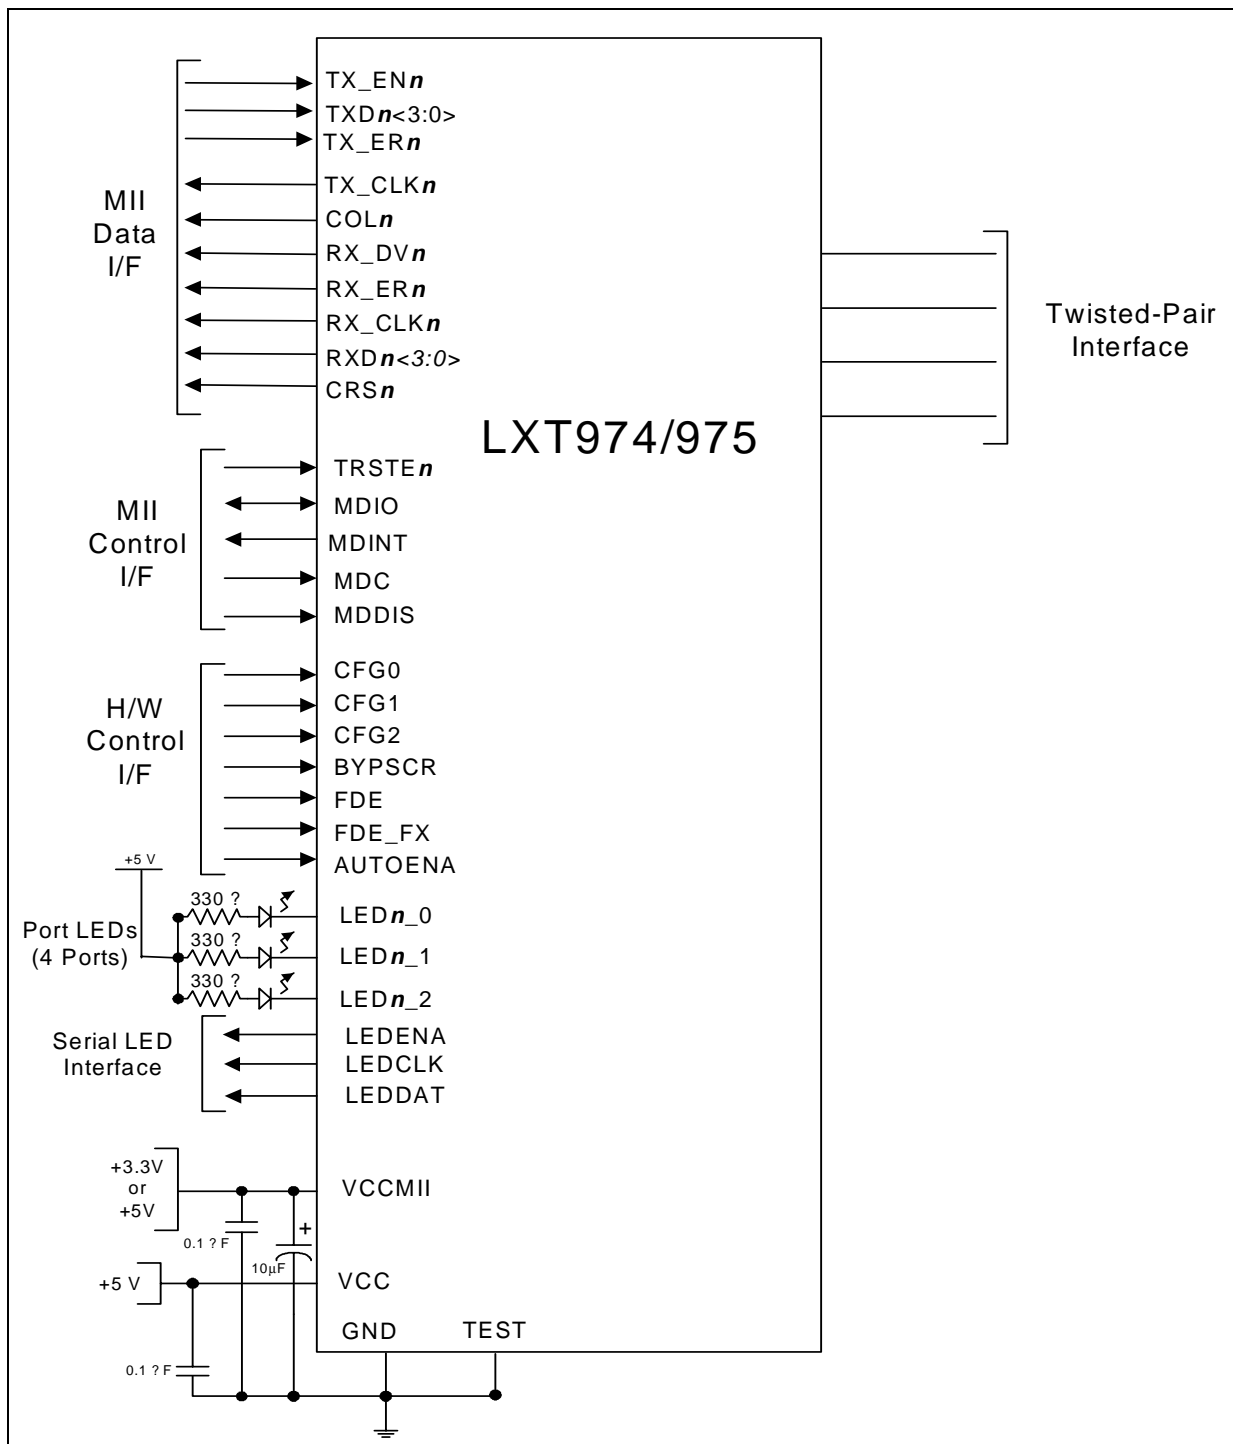 MII
Data
I/F
TX_ENn
TXDn<3:0>
TX_ERn
TX_CLKn
COLn
RX_DVn
RX_ERn
RX_CLKn
RXDn<3:0>
CRSn
LXT974/975
Twisted-Pair
Interface
MII
Control
I/F
TRSTEn
MDIO
MDINT
MDC
MDDIS
H/W
Control
I/F
CFG0
CFG1
CFG2
BYPSCR
FDE
FDE_FX
AUTOENA
+5 V
Port LEDs
(4 Ports)
330 ?
330 ?
330 ?
LEDn_0
LEDn_1
LEDn_2
Serial LED
Interface
LEDENA
LEDCLK
LEDDAT
+3.3V
or
+5V
VCCMII
0.1 ? F
+
10µF
+5 V
VCC
0.1 ? F
GND
TEST